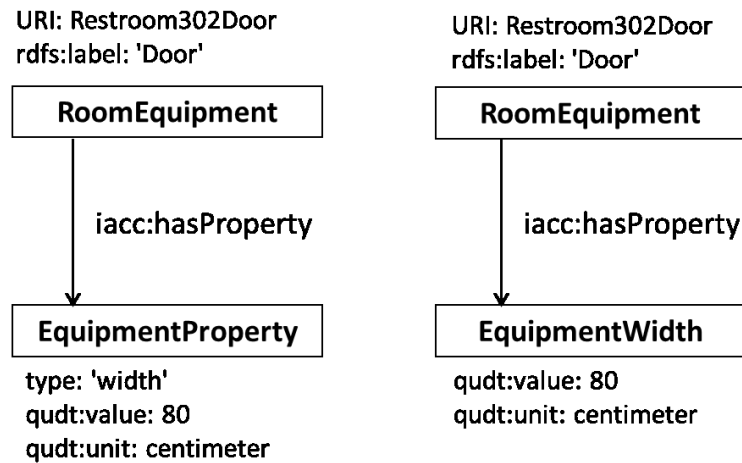 URI: Restroom302Door
rdfs:label: 'Door'
RoomEquipment
iacc:hasProperty
EquipmentProperty
type: 'width'
qudt:value: 80
qudt:unit: centimeter
URI: Restroom302Door
rdfs:label: 'Door'
RoomEquipment
iacc:hasProperty
EquipmentWidth
qudt:value: 80
qudt:unit: centimeter